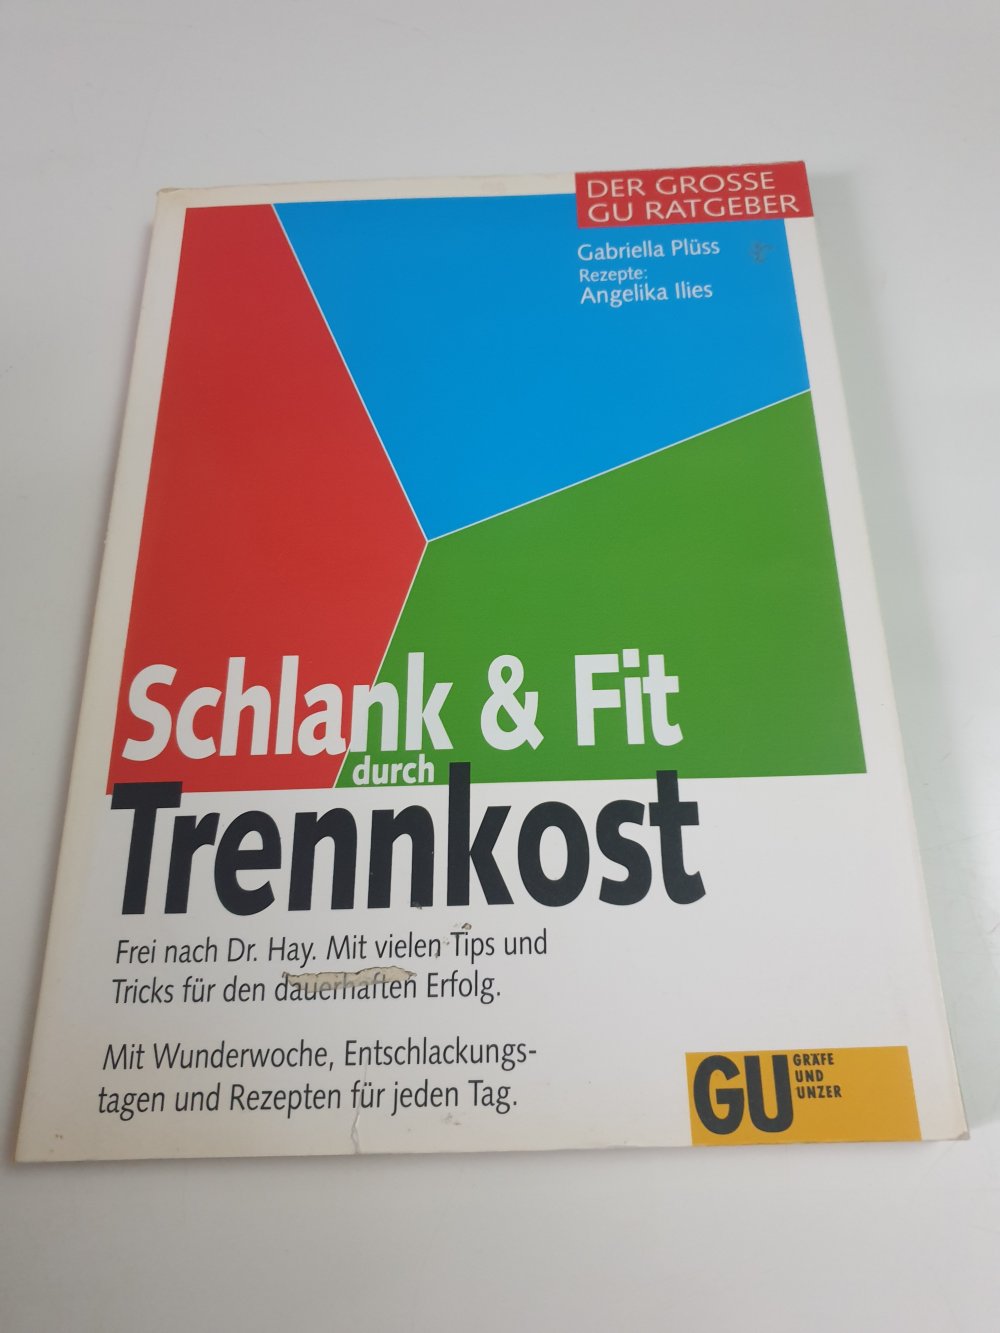 DER GROSSE
GU RATGEBER
Gabriella Plüss
Rezepte:
Angelika Ilies
Schlank & Fit
durch
Trennkost
Frei nach Dr. Hay. Mit vielen Tips und
Tricks für den dauerhaften Erfolg.
Mit Wunderwoche, Entschlackungs-
tagen und Rezepten für jeden Tag.
GU
GRÄFE
UND
UNZER